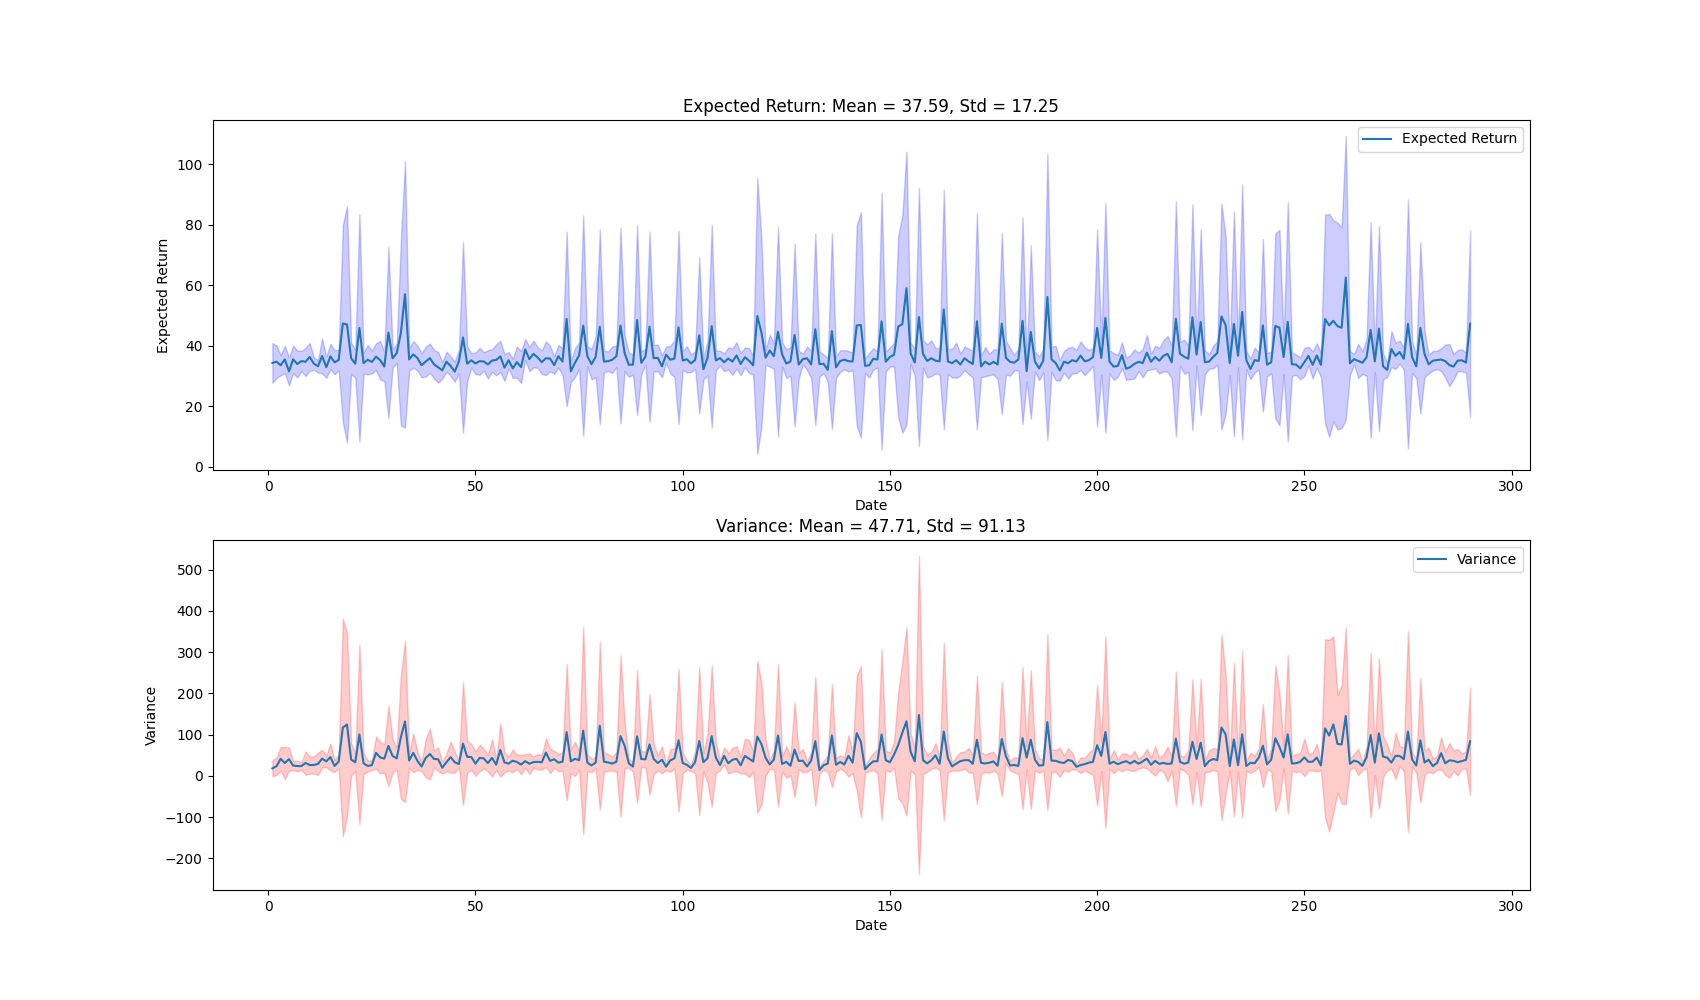 Expected Return: Mean = 37.59, Std = 17.25
Expected Return
Expected Return
100
80
60
40
20
0
0 50 100 150 200 250 300
Date
Variance: Mean = 47.71, Std = 91.13
Variance
Variance
500
400
300
200
100
0
−100
−200
0 50 100 150 200 250 300
Date